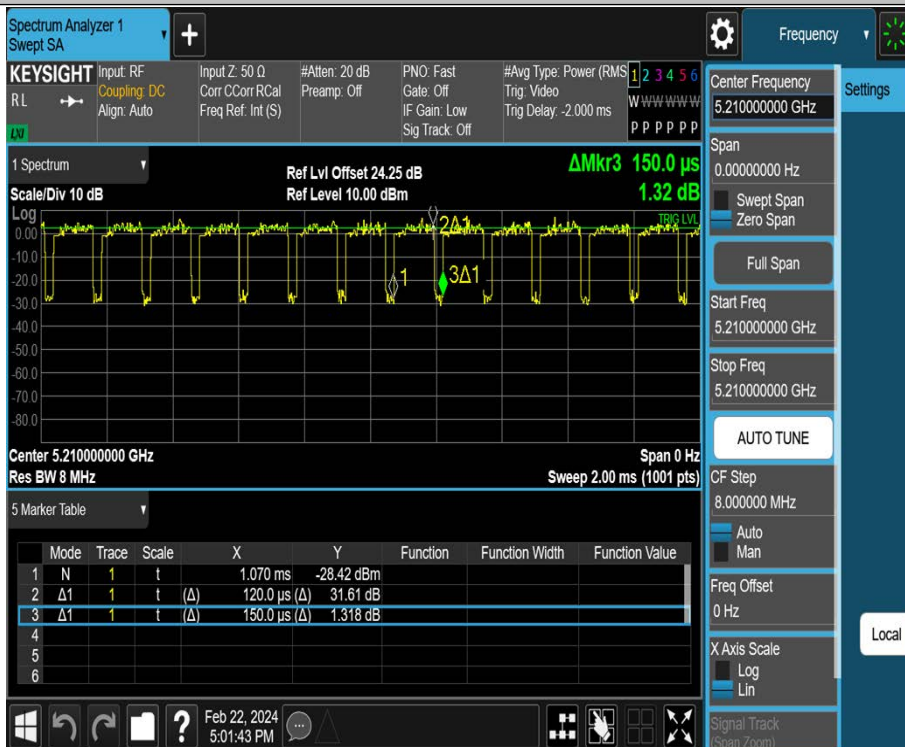 Spectrum Analyzer 1
Swept SA
Frequency
KEYSIGHT
RL
LXI
Input: RF
Coupling: DC
Align: Auto
Input Z: 50 Ω
Corr CCorr RCal
Freq Ref: Int (S)
#Atten: 20 dB
Preamp: Off
PNO: Fast
Gate: Off
IF Gain: Low
Sig Track: Off
#Avg Type: Power (RMS
Trig: Video
Trig Delay: -2.000 ms
1 2 3 4 5 6
W W W W W W
P P P P P P
1 Spectrum
Scale/Div 10 dB
Ref Lvl Offset 24.25 dB
Ref Level 10.00 dBm
ΔMkr3 150.0 µs
1.32 dB
Log
TRIG LVL
0.00
-10.0
-20.0
-30.0
-40.0
-50.0
-60.0
-70.0
-80.0
2Δ1
1
3Δ1
Center 5.210000000 GHz
Res BW 8 MHz
Span 0 Hz
Sweep 2.00 ms (1001 pts)
5 Marker Table
Mode Trace Scale X Y Function Function Width Function Value
1 N 1 t 1.070 ms -28.42 dBm
2 Δ1 1 t (Δ) 120.0 µs (Δ) 31.61 dB
3 Δ1 1 t (Δ) 150.0 µs (Δ) 1.318 dB
4
5
6
?
Feb 22, 2024
5:01:43 PM
Center Frequency
5.210000000 GHz
Settings
Span
0.00000000 Hz
Swept Span
Zero Span
Full Span
Start Freq
5.210000000 GHz
Stop Freq
5.210000000 GHz
AUTO TUNE
CF Step
8.000000 MHz
Auto
Man
Freq Offset
0 Hz
Local
X Axis Scale
Log
Lin
Signal Track
(Span Zoom)